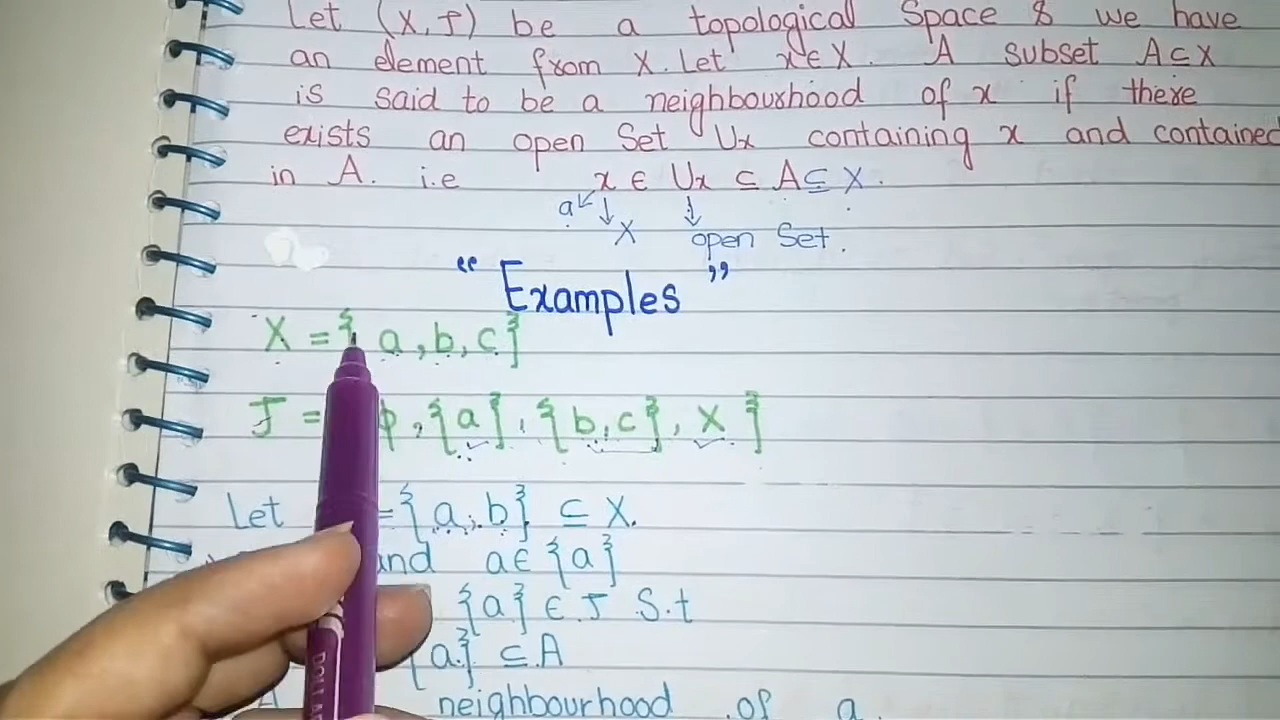 Let (X, J) be a topological Space & we have
an element from X. Let x ∈ X. A subset A ⊆ X
is said to be a neighbourhood of x if there
exists an open Set Ux containing x and contained
in A. i.e x ∈ Ux ⊆ A ⊆ X.
a ↙ ↓ ↓
X open Set.
“Examples”
X = { a, b, c }
J = ϕ, {a}, {b, c}, X }
Let = {a, b} ⊆ X.
and a ∈ {a}
{a} ∈ J S.t
{a} ⊆ A
A neighbourhood of a.